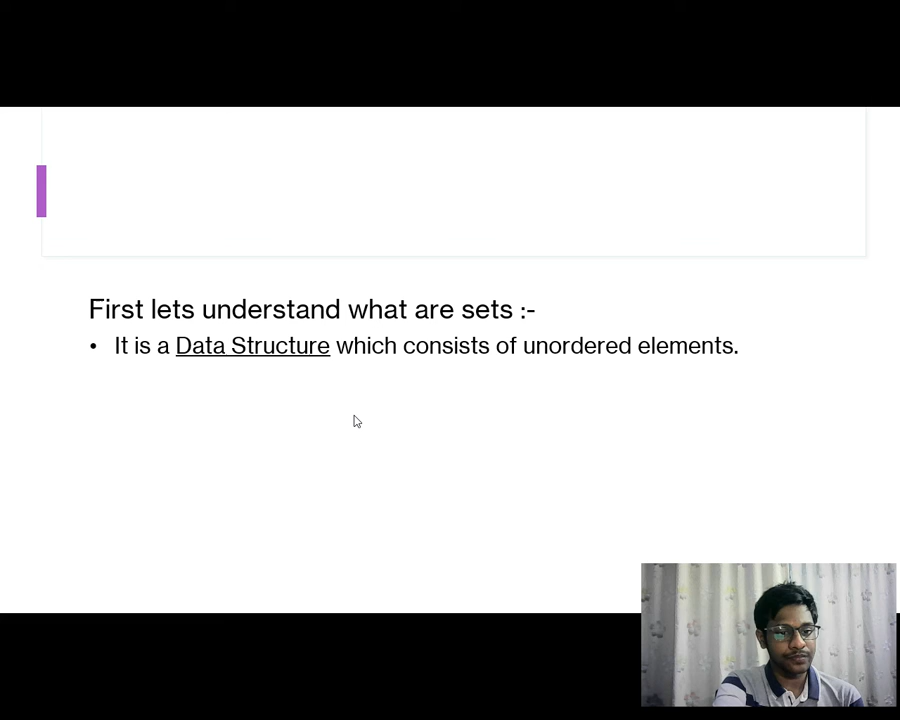 First lets understand what are sets :-
• It is a Data Structure which consists of unordered elements.